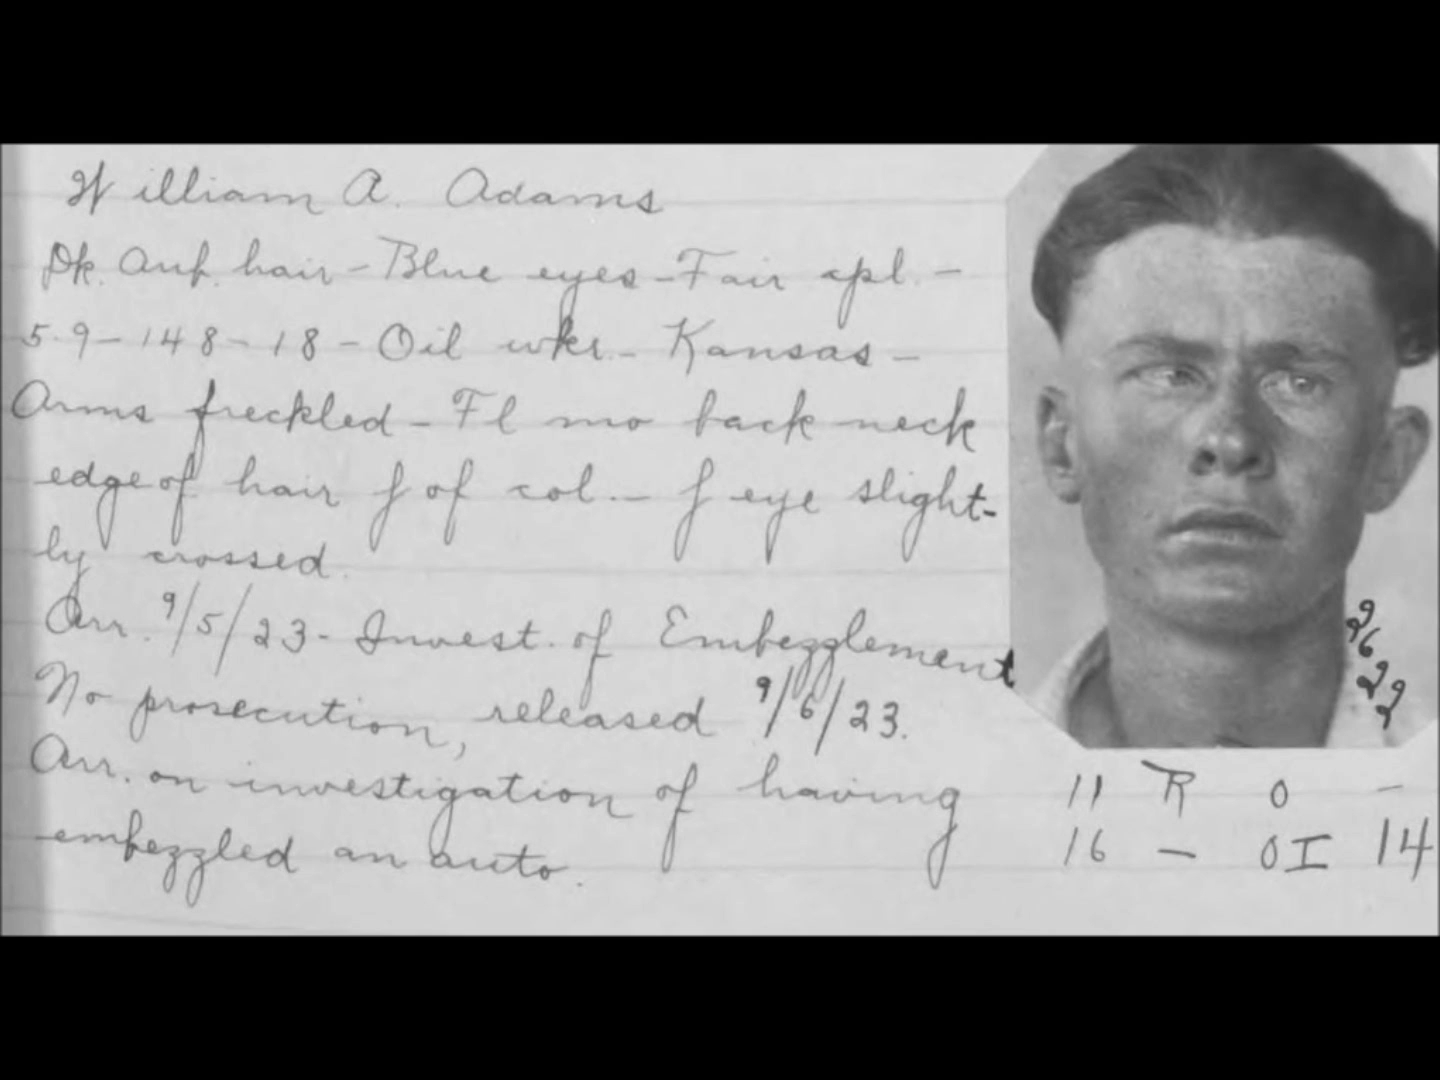 William A. Adams
Dk. Aub. hair - Blue eyes - Fair cpl. -
5.9 - 148 - 18 - Oil wkr. - Kansas -
Arms freckled - Fl mo back neck
edge of hair f of col. - f eye slight-
ly crossed.
Arr. 9/5/23 - Invest. of Embezzlement
No prosecution, released 9/6/23.
Arr. on investigation of having
embezzled an auto.
2622
11 R O -
16 - OI 14